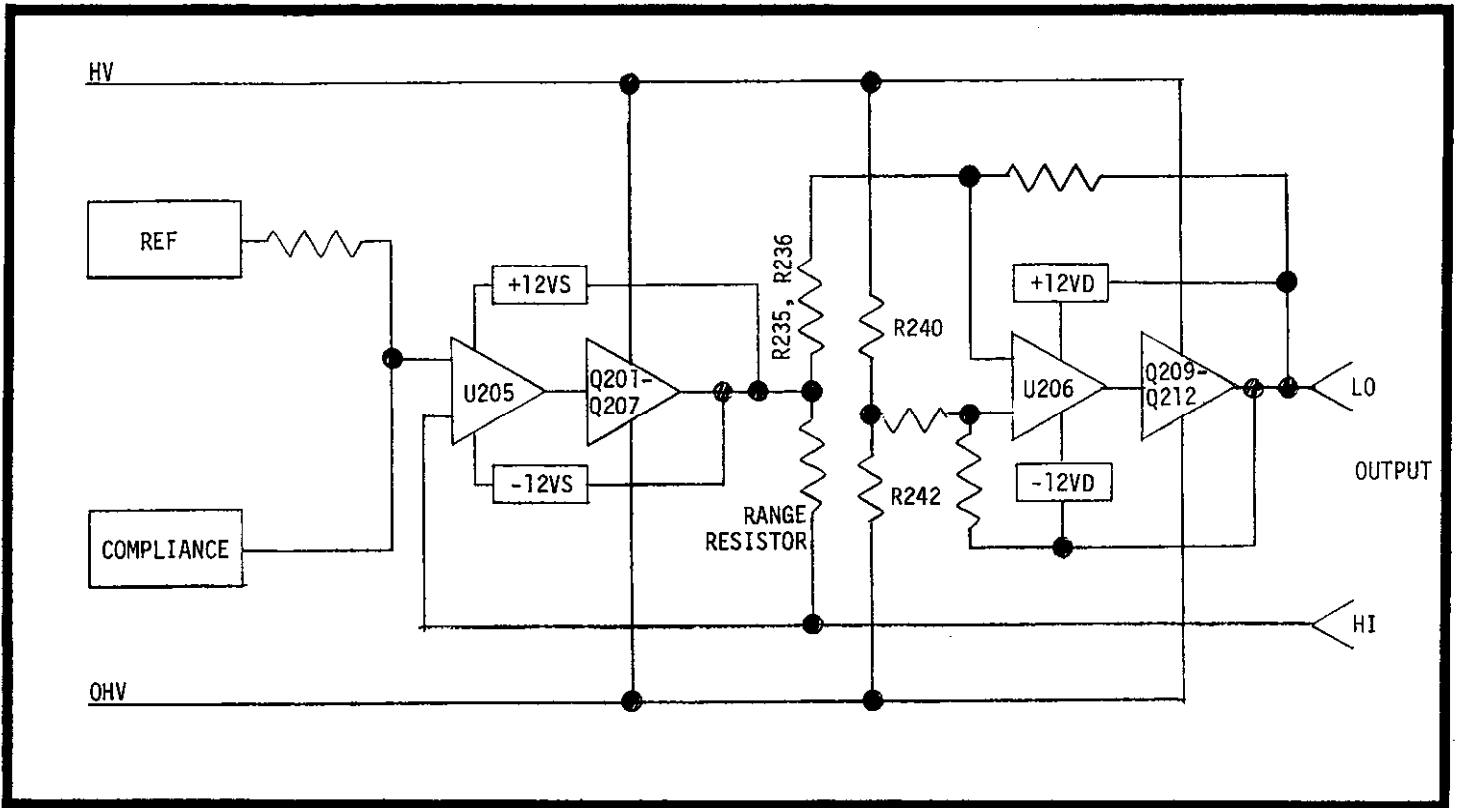 HV
REF
+12VS
U205
Q201-
Q207
-12VS
COMPLIANCE
R235, R236
R240
+12VD
U206
Q209-
Q212
LO
-12VD
R242
OUTPUT
RANGE
RESISTOR
HI
OHV